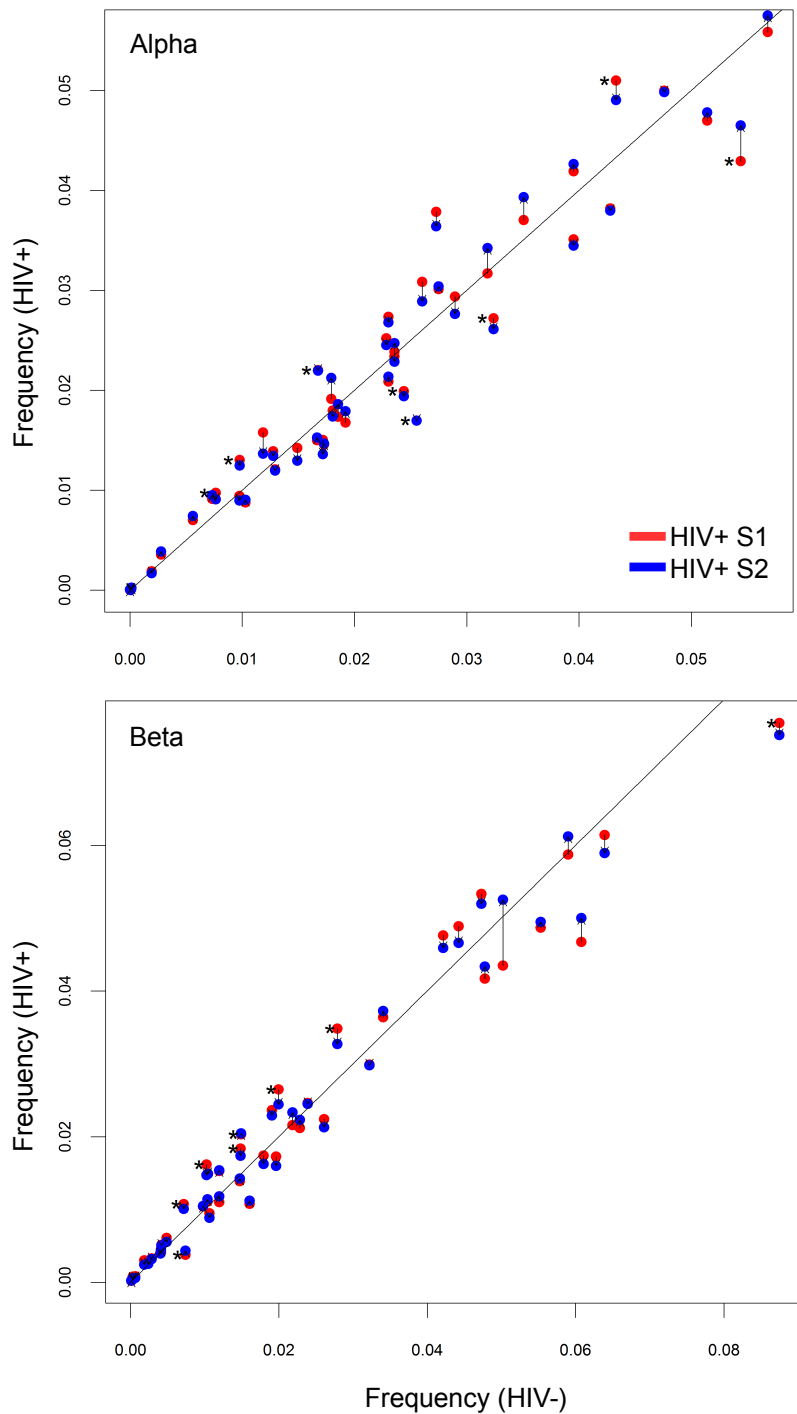 Alpha
*
*
*
*
*
*
*
*
Frequency (HIV+)
0.05
0.04
0.03
0.02
0.01
0.00
HIV+ S1
HIV+ S2
0.00 0.01 0.02 0.03 0.04 0.05
Beta
*
*
*
*
*
*
*
*
Frequency (HIV+)
0.06
0.04
0.02
0.00
0.00 0.02 0.04 0.06 0.08
Frequency (HIV-)